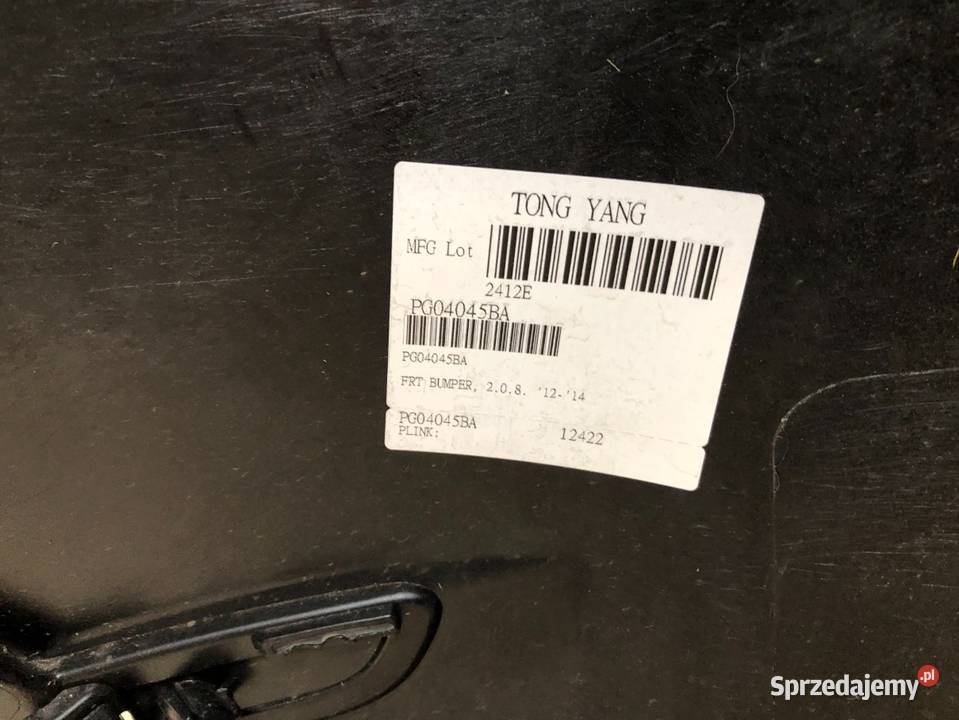 TONG YANG
MFG Lot
2412E
PG04045BA
PG04045BA
FRT BUMPER, 2.0.8. '12-'14
PG04045BA
PLINK: 12422
Sprzedajemy.pl